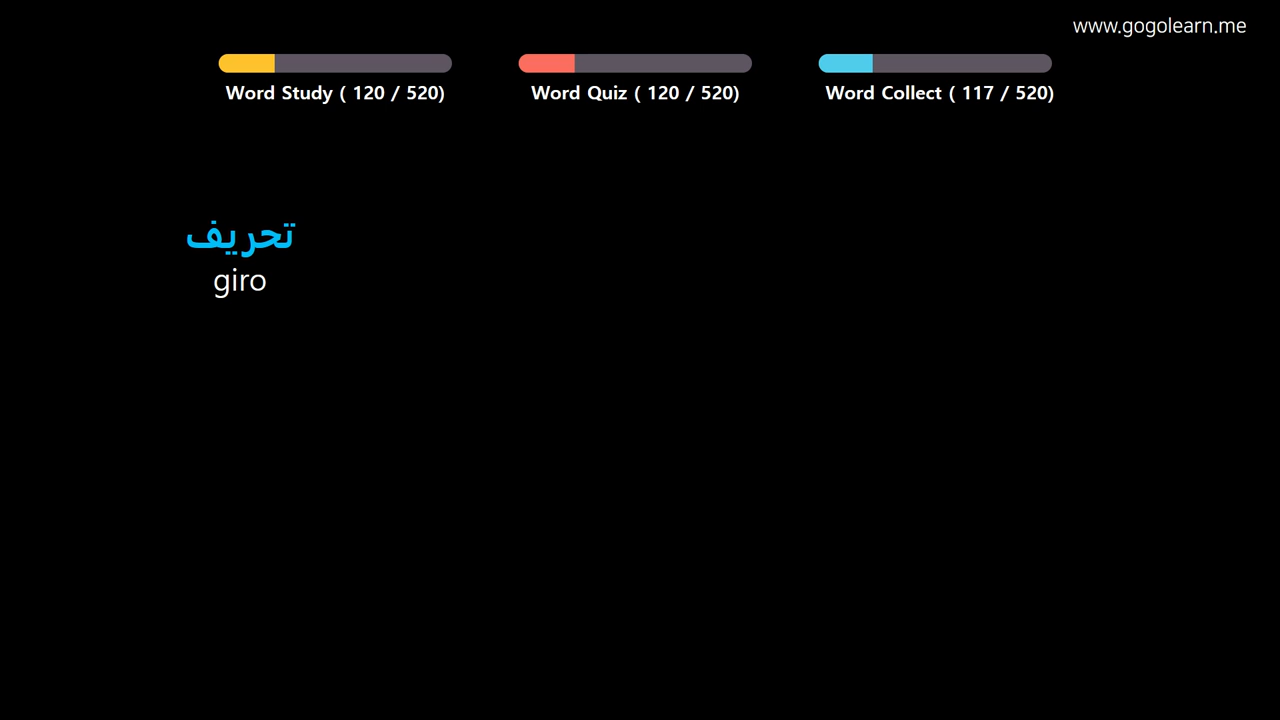 www.gogolearn.me
Word Study ( 120 / 520)
Word Quiz ( 120 / 520)
Word Collect ( 117 / 520)
تحريف
giro